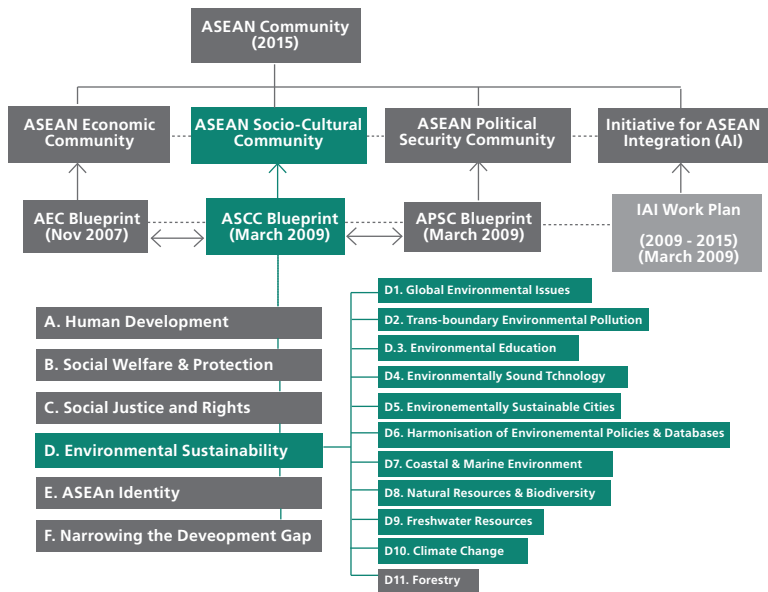 ASEAN Community
(2015)
ASEAN Economic
Community
ASEAN Socio-Cultural
Community
ASEAN Political
Security Community
Initiative for ASEAN
Integration (AI)
AEC Blueprint
(Nov 2007)
ASCC Blueprint
(March 2009)
APSC Blueprint
(March 2009)
IAI Work Plan
(2009 - 2015)
(March 2009)
A. Human Development
B. Social Welfare & Protection
C. Social Justice and Rights
D. Environmental Sustainability
E. ASEAn Identity
F. Narrowing the Deveopment Gap
D1. Global Environmental Issues
D2. Trans-boundary Environmental Pollution
D.3. Environmental Education
D4. Environmentally Sound Tchnology
D5. Environementally Sustainable Cities
D6. Harmonisation of Environemental Policies & Databases
D7. Coastal & Marine Environment
D8. Natural Resources & Biodiversity
D9. Freshwater Resources
D10. Climate Change
D11. Forestry